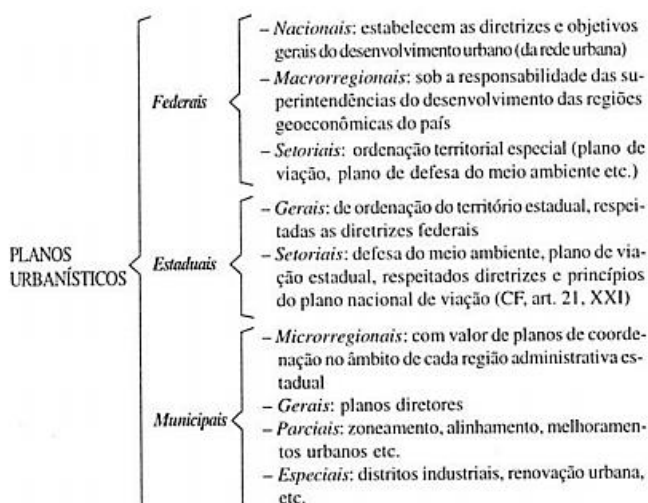 – Nacionais: estabelecem as diretrizes e objetivos
gerais do desenvolvimento urbano (da rede urbana)
Federais
– Macrorregionais: sob a responsabilidade das su-
perintendências do desenvolvimento das regiões
geoeconômicas do país
– Setoriais: ordenação territorial especial (plano de
viação, plano de defesa do meio ambiente etc.)
PLANOS
URBANÍSTICOS
Estaduais
– Gerais: de ordenação do território estadual, respei-
tadas as diretrizes federais
– Setoriais: defesa do meio ambiente, plano de via-
ção estadual, respeitados diretrizes e princípios
do plano nacional de viação (CF, art. 21, XXI)
Municipais
– Microrregionais: com valor de planos de coorde-
nação no âmbito de cada região administrativa es-
tadual
– Gerais: planos diretores
– Parciais: zoneamento, alinhamento, melhoramen-
tos urbanos etc.
– Especiais: distritos industriais, renovação urbana,
etc.